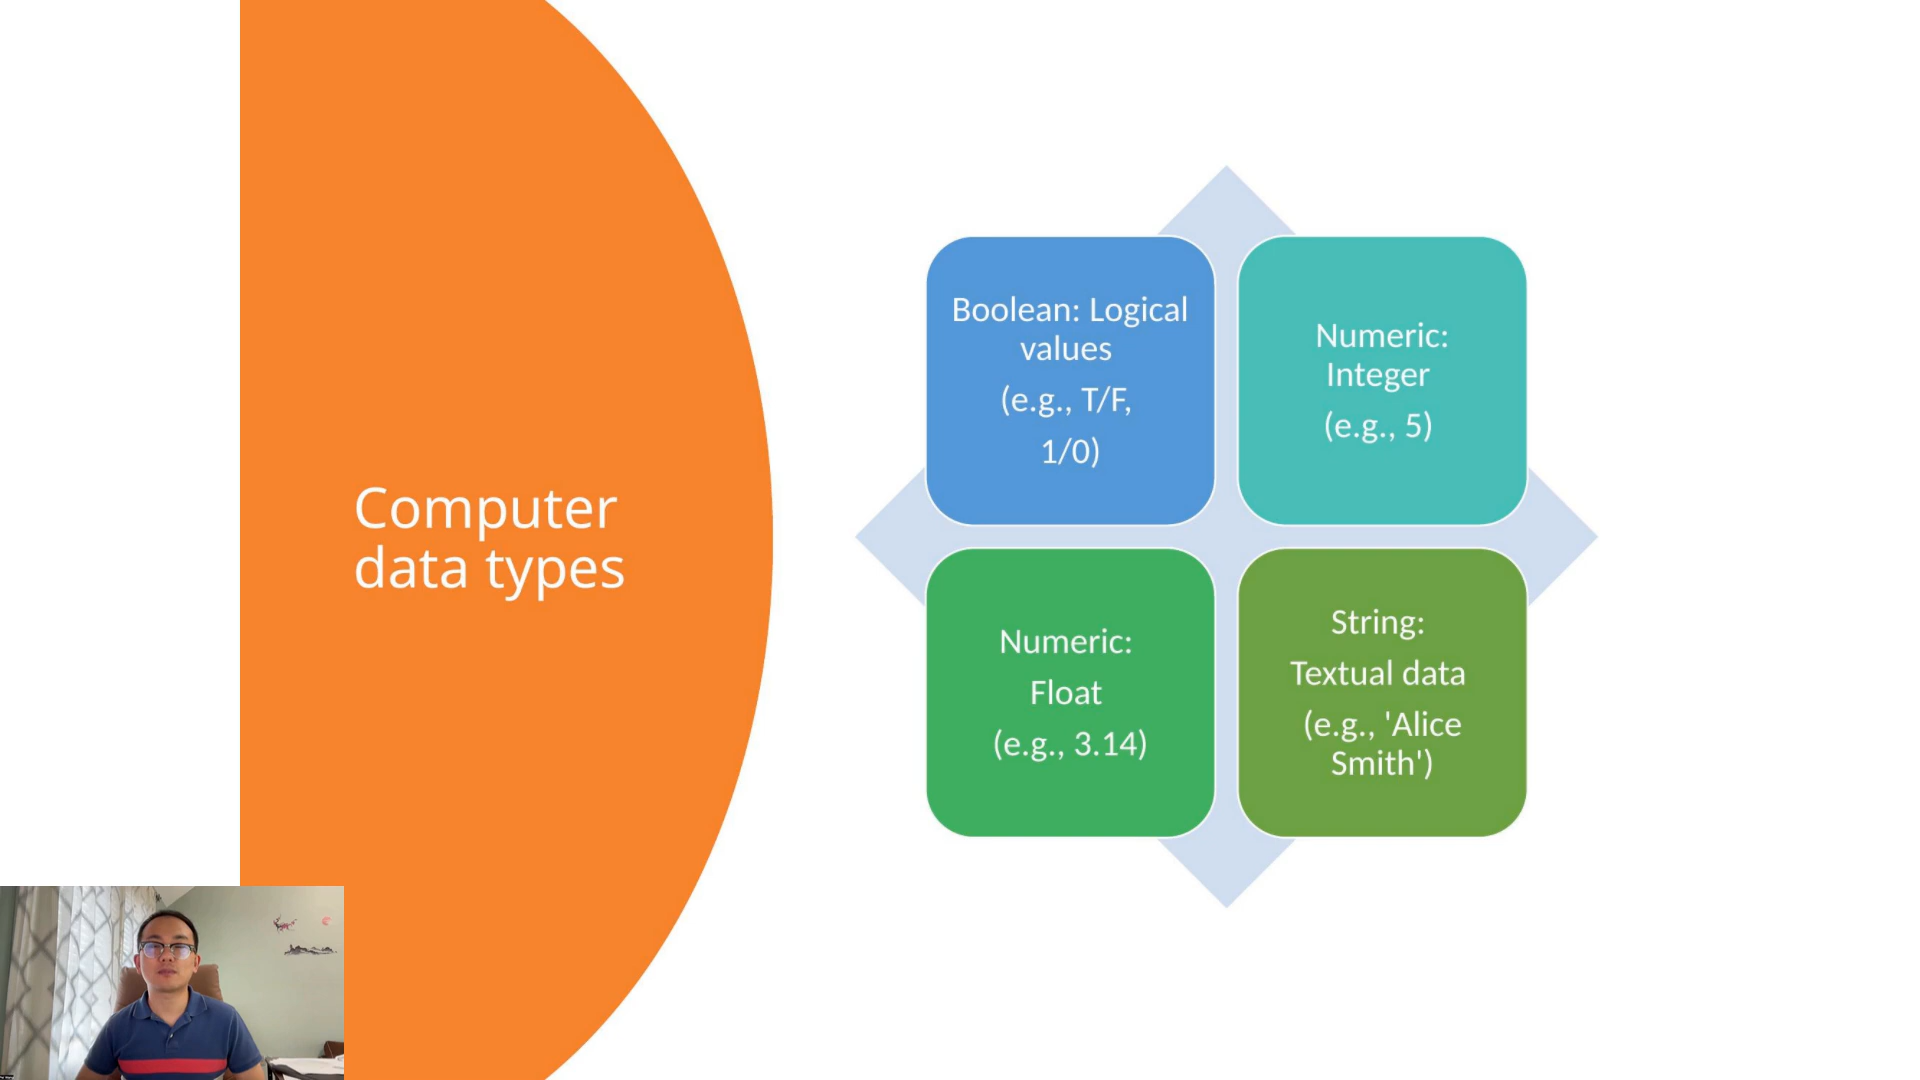 Computer
data types
Boolean: Logical
values
(e.g., T/F,
1/0)
Numeric:
Integer
(e.g., 5)
Numeric:
Float
(e.g., 3.14)
String:
Textual data
(e.g., 'Alice
Smith')